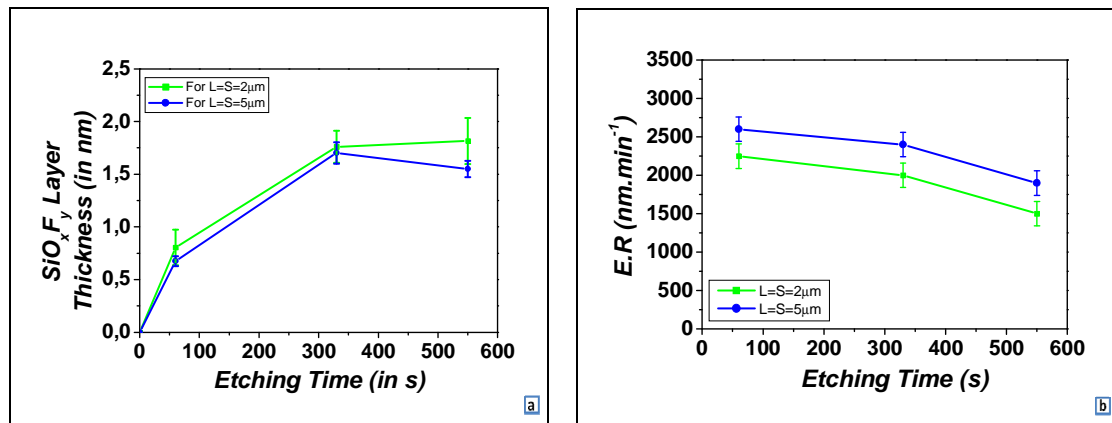 2,5
2,0
1,5
1,0
0,5
0,0
SiOxFy Layer
Thickness (in nm)
For L=S=2μm
For L=S=5μm
0 100 200 300 400 500 600
Etching Time (in s)
a
3500
3000
2500
2000
1500
1000
500
0
E.R (nm.min-1)
L=S=2μm
L=S=5μm
0 100 200 300 400 500 600
Etching Time (s)
b